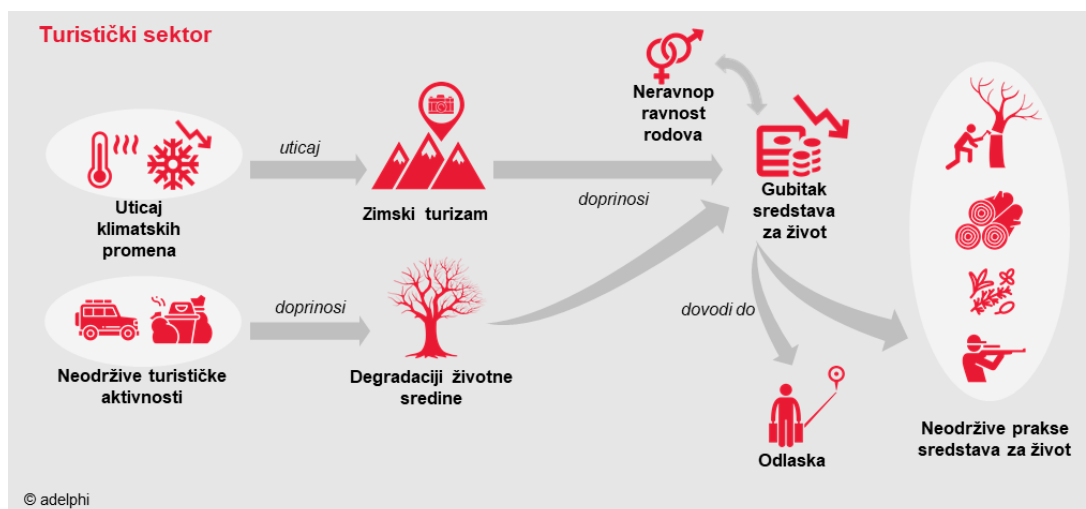 Turistički sektor
Neravnop
ravnost
rodova
uticaj
Uticaj
klimatskih
promena
Zimski turizam
doprinosi
Gubitak
sredstava
za život
doprinosi
dovodi do
Neodržive turističke
aktivnosti
Degradaciji životne
sredine
Odlaska
Neodržive prakse
sredstava za život
© adelphi